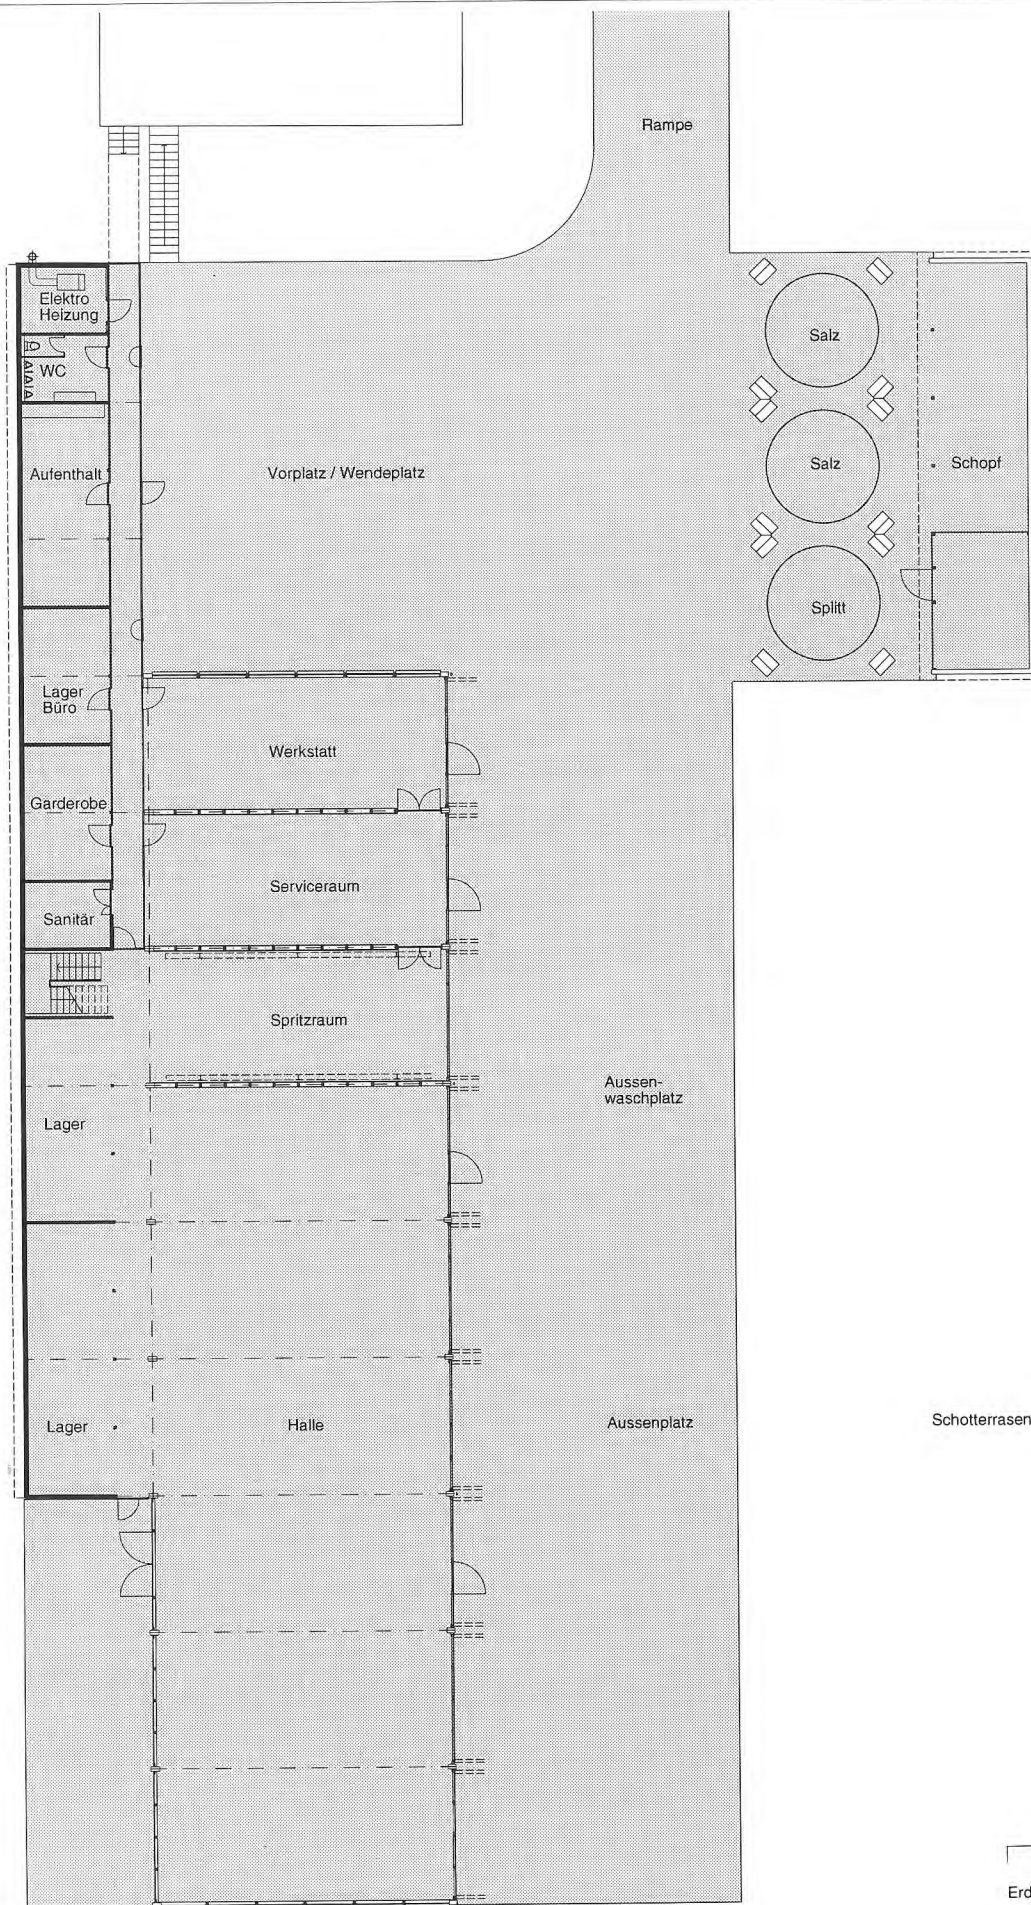 Rampe
Elektro
Heizung
WC
Salz
Aufenthalt
Vorplatz / Wendeplatz
Salz
Schopf
Splitt
Lager
Büro
Werkstatt
Garderobe
Serviceraum
Sanitär
Spritzraum
Aussen-
waschplatz
Lager
Lager
Halle
Aussenplatz
Schotterrasen
Erd